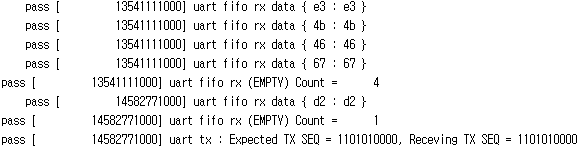 pass [ 13541111000] uart fifo rx data { e3 : e3 }
pass [ 13541111000] uart fifo rx data { 4b : 4b }
pass [ 13541111000] uart fifo rx data { 46 : 46 }
pass [ 13541111000] uart fifo rx data { 67 : 67 }
pass [ 13541111000] uart fifo rx (EMPTY) Count = 4
pass [ 14582771000] uart fifo rx data { d2 : d2 }
pass [ 14582771000] uart fifo rx (EMPTY) Count = 1
pass [ 14582771000] uart tx : Expected TX SEQ = 1101010000, Receving TX SEQ = 1101010000